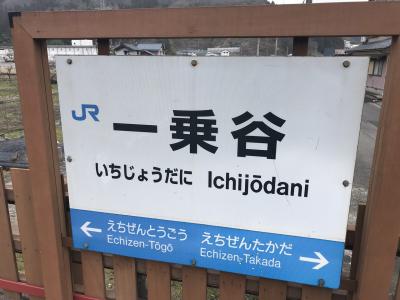 JR
一乗谷
いちじょうだに Ichijōdani
← えちぜんとうごう えちぜんたかだ →
Echizen-Tōgō Echizen-Takada